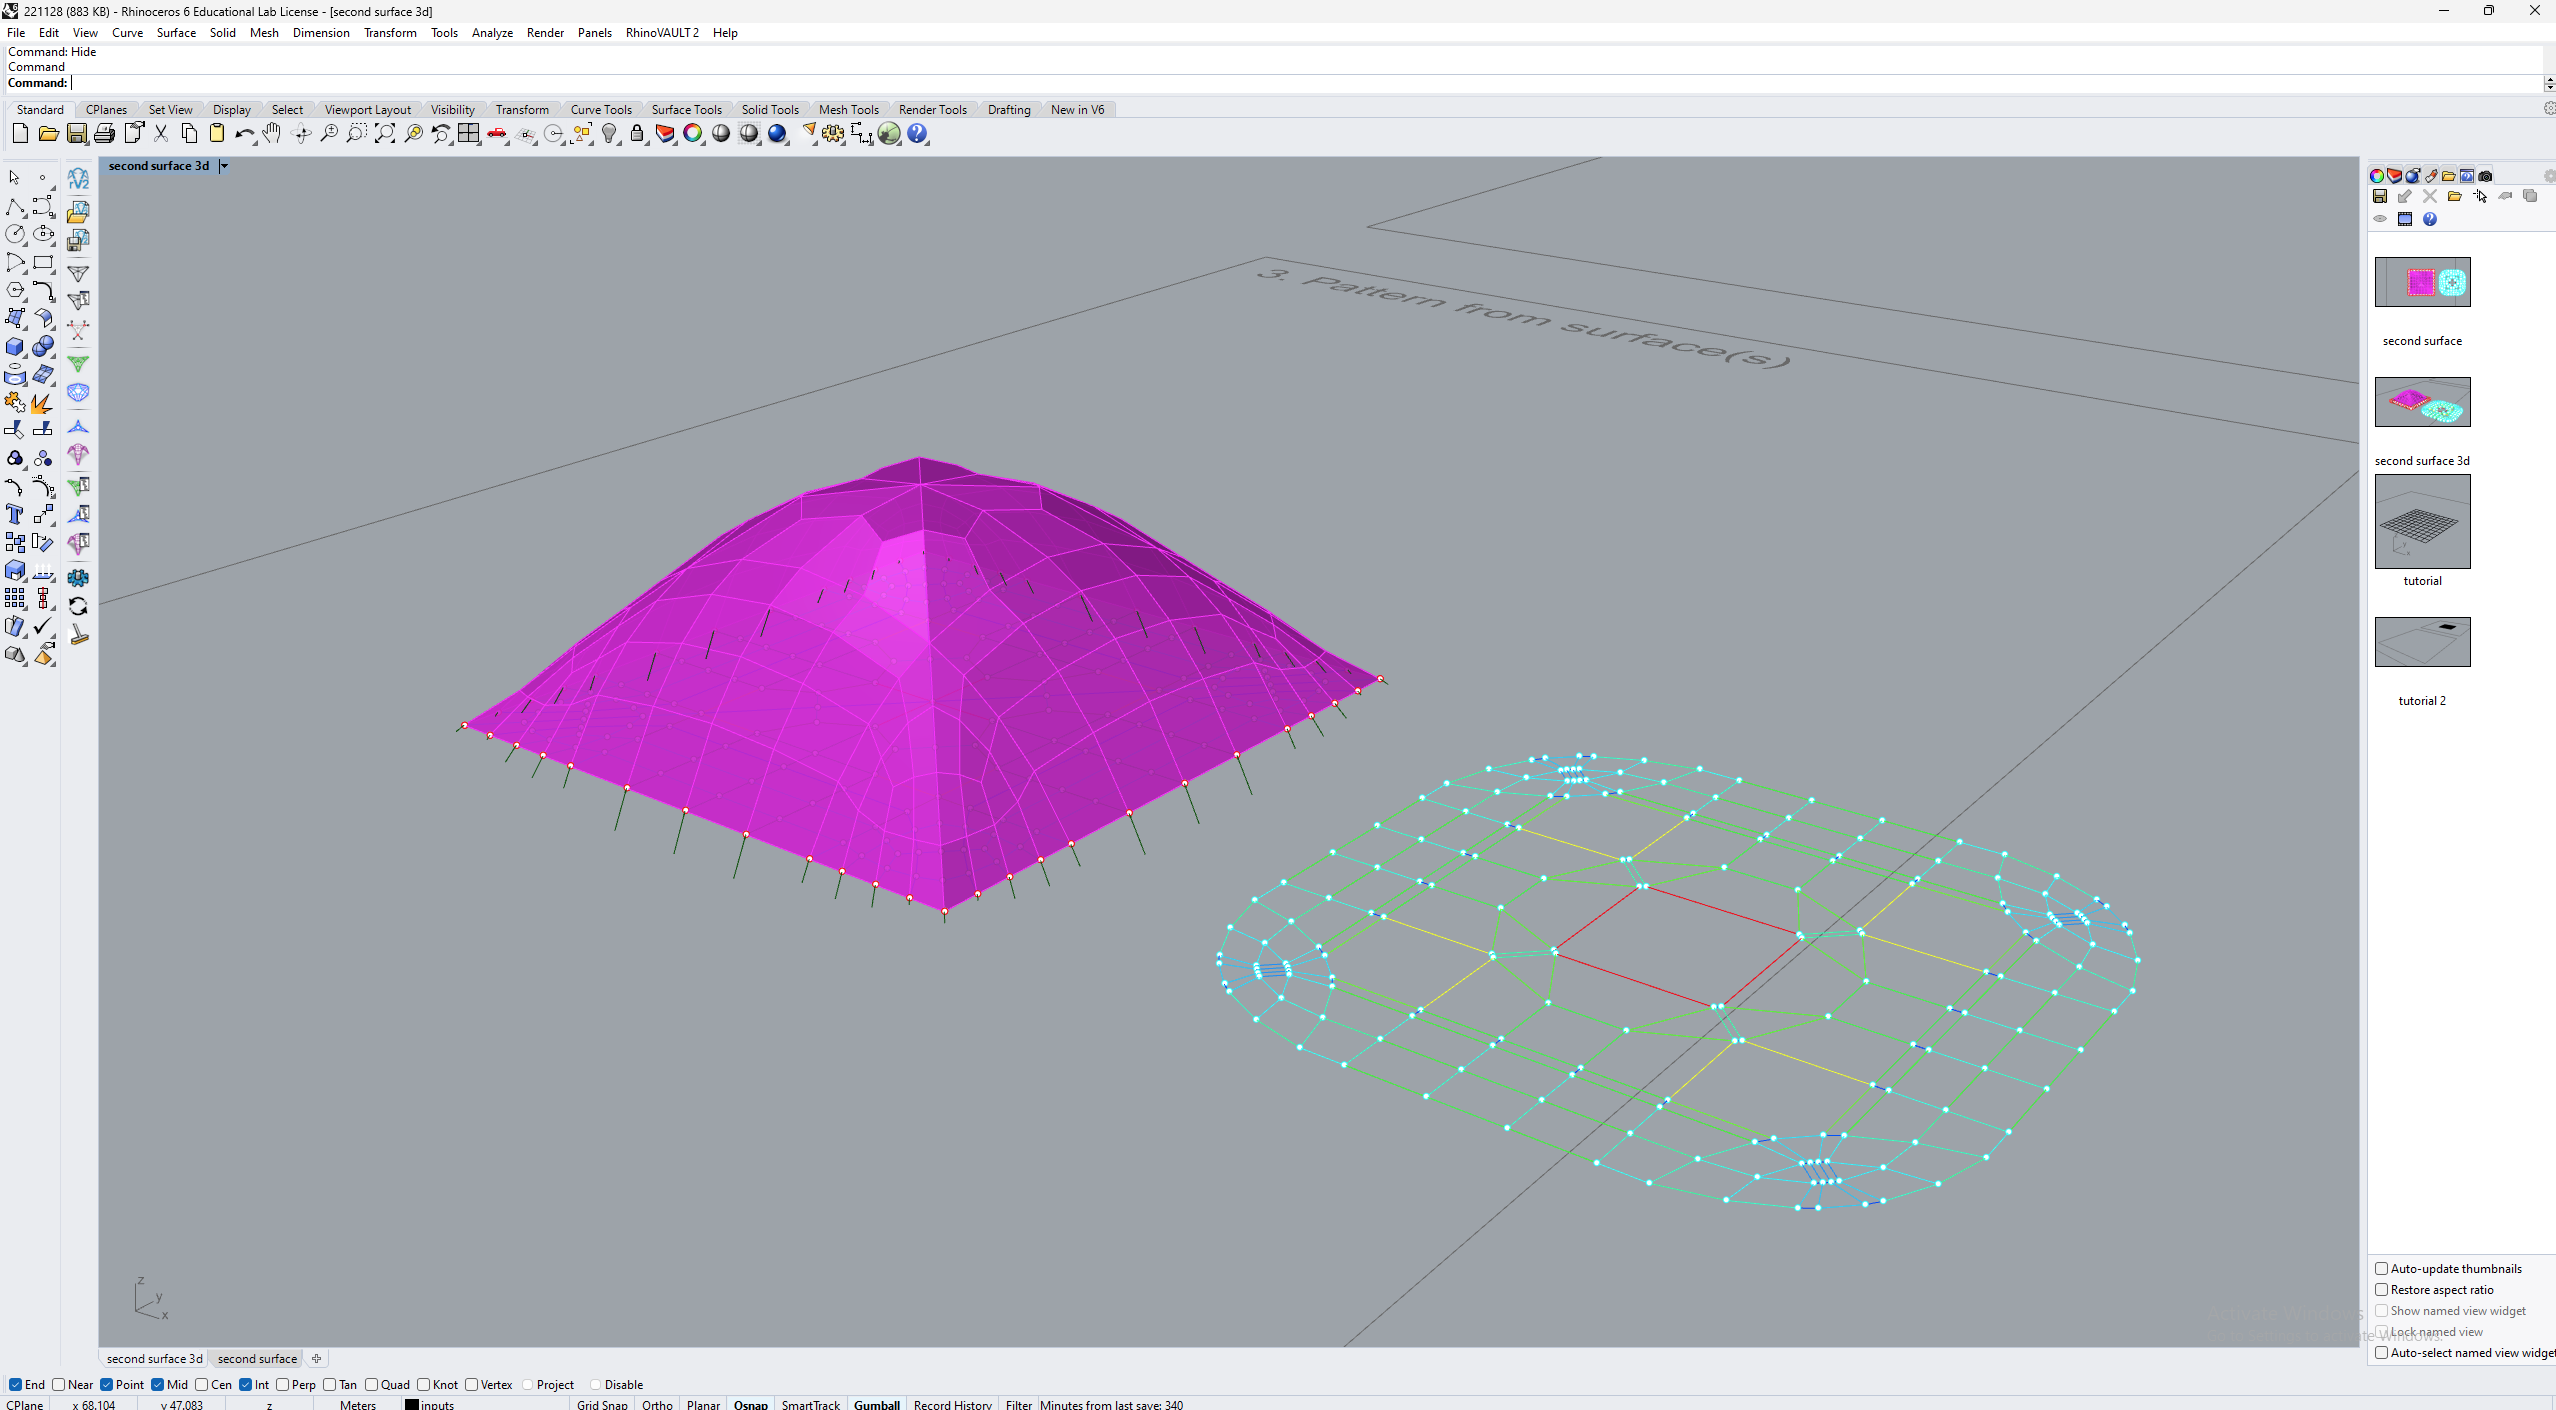 221128 (883 KB) - Rhinoceros 6 Educational Lab License - [second surface 3d]
File Edit View Curve Surface Solid Mesh Dimension Transform Tools Analyze Render Panels RhinoVAULT2 Help
Command: Hide
Command
Command:
Standard CPlanes Set View Display Select Viewport Layout Visibility Transform Curve Tools Surface Tools Solid Tools Mesh Tools Render Tools Drafting New in V6
second surface 3d
3. Pattern from surface(s)
second surface
second surface 3d
tutorial
tutorial 2
z
y
x
Auto-update thumbnails
Restore aspect ratio
Show named view widget
Activate Windows
Lock named view
Auto-select named view widget
second surface 3d second surface
End Near Point Mid Cen Int Perp Tan Quad Knot Vertex Project Disable
CPlane x 68.104 y 47.083 z Meters inputs Grid Snap Ortho Planar Osnap SmartTrack Gumball Record History Filter Minutes from last save: 340